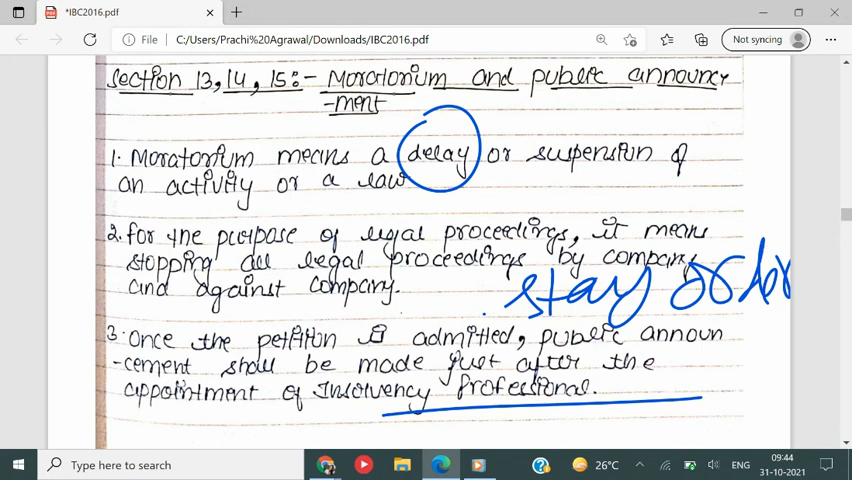 *IBC2016.pdf
File
C:/Users/Prachi%20Agrawal/Downloads/IBC2016.pdf
Not syncing
Section 13,14,15:- Moratorium and public announcy
-ment
1. Moratorium means a delay or suspension of
an activity or a law
2. For the purpose of legal proceedings, it means
stopping all legal proceedings by company
and against company.
stay order
3. Once the petition is admitted, public announ
-cement shall be made just after the
appointment of Insolvency Professional.
Type here to search
26°C
ENG
09:44
31-10-2021